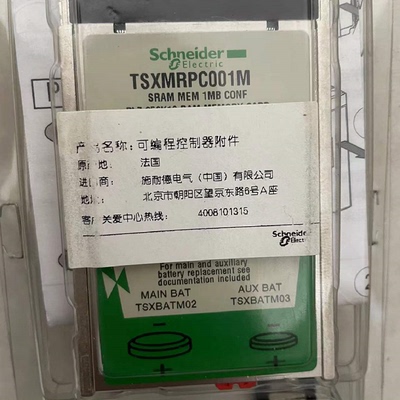 Schneider
Electric
TSXMRPC001M
SRAM MEM 1MB CONF
产品名称: 可编程控制器附件
原产地: 法国
进口商: 施耐德电气（中国）有限公司
地址: 北京市朝阳区望京东路6号A座
客户关爱中心热线: 4008101315
Schneider
Electric
For main and auxiliary
battery replacement see
documentation included
MAIN BAT
TSXBATM02
AUX BAT
TSXBATM03